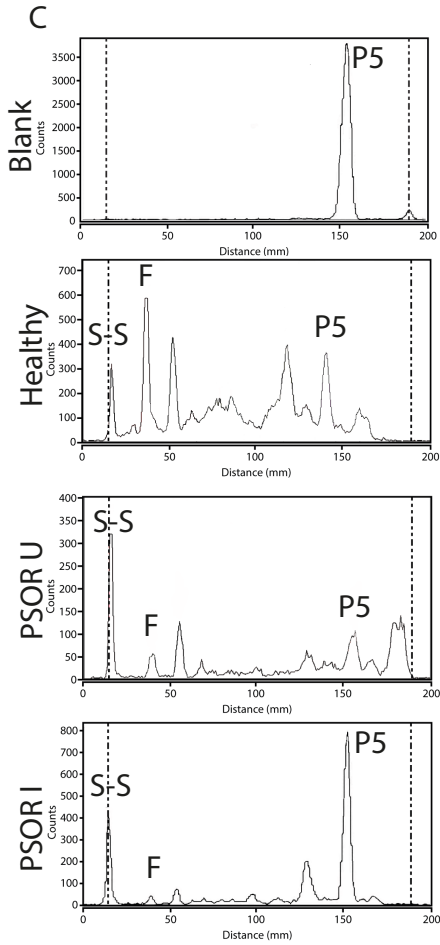 C
Blank
Counts
P5
3500
3000
2500
2000
1500
1000
500
0
0 50 100 150 200
Distance (mm)
Healthy
Counts
S-S
F
P5
700
600
500
400
300
200
100
0
0 50 100 150 200
Distance (mm)
PSOR U
Counts
S-S
F
P5
400
350
300
250
200
150
100
50
0
0 50 100 150 200
Distance (mm)
PSOR I
Counts
S-S
F
P5
800
700
600
500
400
300
200
100
0
0 50 100 150 200
Distance (mm)